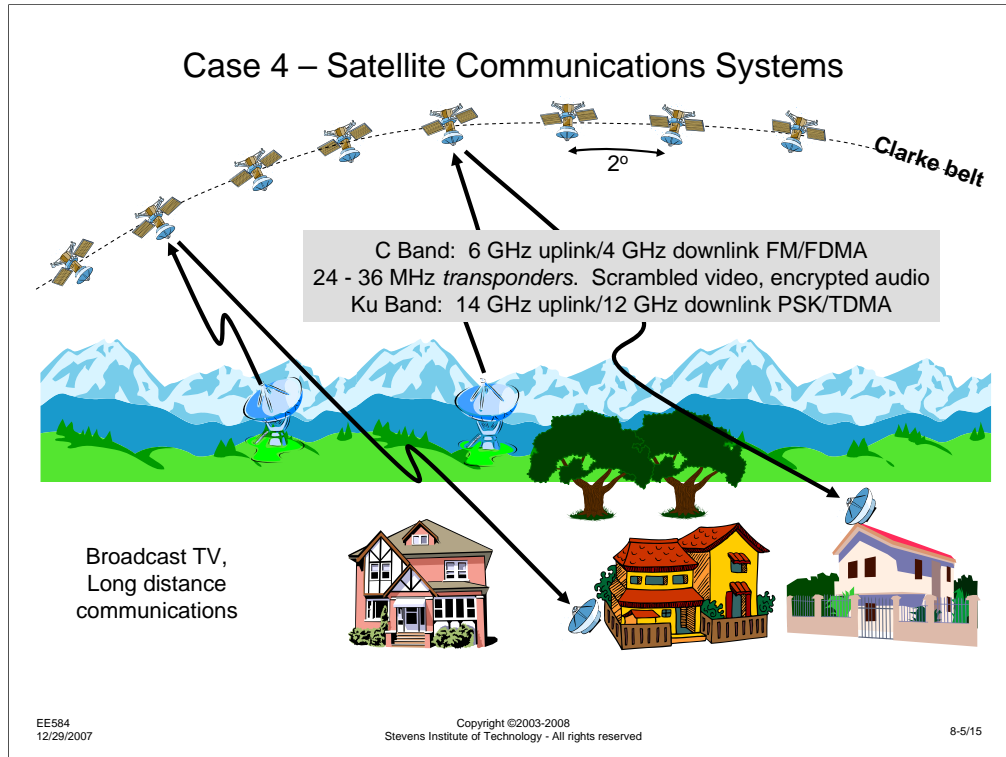 Case 4 – Satellite Communications Systems
Clarke belt
2º
C Band:  6 GHz uplink/4 GHz downlink FM/FDMA
24 - 36 MHz transponders.  Scrambled video, encrypted audio
Ku Band:  14 GHz uplink/12 GHz downlink PSK/TDMA
Broadcast TV,
Long distance
communications
EE584
12/29/2007
Copyright ©2003-2008
Stevens Institute of Technology - All rights reserved
8-5/15